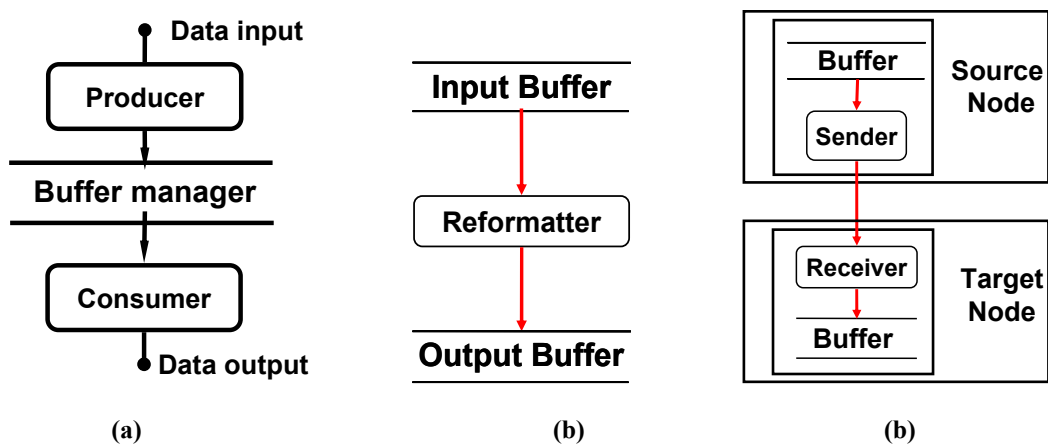 Data input
Producer
Buffer manager
Consumer
Data output
(a)
Input Buffer
Reformatter
Output Buffer
(b)
Buffer
Sender
Source
Node
Receiver
Buffer
Target
Node
(b)